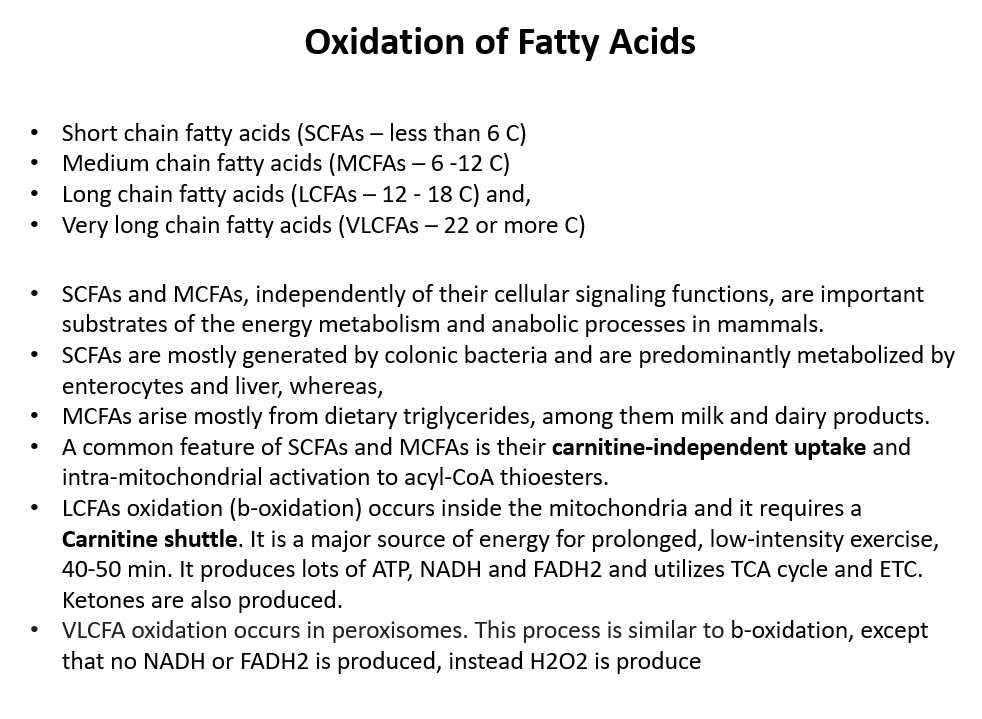 Oxidation of Fatty Acids
• Short chain fatty acids (SCFAs – less than 6 C)
• Medium chain fatty acids (MCFAs – 6 -12 C)
• Long chain fatty acids (LCFAs – 12 - 18 C) and,
• Very long chain fatty acids (VLCFAs – 22 or more C)
• SCFAs and MCFAs, independently of their cellular signaling functions, are important
substrates of the energy metabolism and anabolic processes in mammals.
• SCFAs are mostly generated by colonic bacteria and are predominantly metabolized by
enterocytes and liver, whereas,
• MCFAs arise mostly from dietary triglycerides, among them milk and dairy products.
• A common feature of SCFAs and MCFAs is their carnitine-independent uptake and
intra-mitochondrial activation to acyl-CoA thioesters.
• LCFAs oxidation (b-oxidation) occurs inside the mitochondria and it requires a
Carnitine shuttle. It is a major source of energy for prolonged, low-intensity exercise,
40-50 min. It produces lots of ATP, NADH and FADH2 and utilizes TCA cycle and ETC.
Ketones are also produced.
• VLCFA oxidation occurs in peroxisomes. This process is similar to b-oxidation, except
that no NADH or FADH2 is produced, instead H2O2 is produce